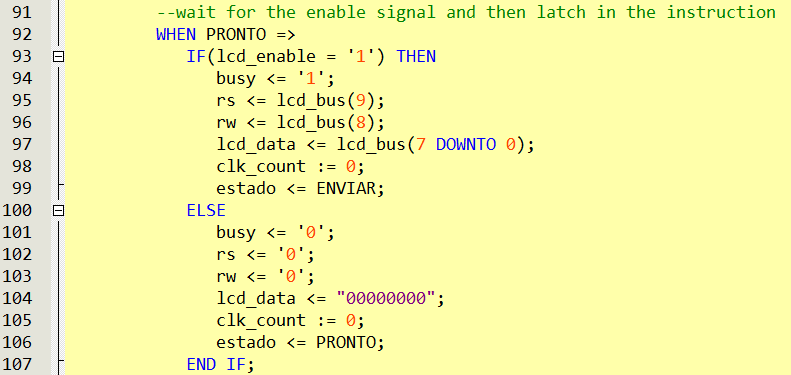 91 --wait for the enable signal and then latch in the instruction
92 WHEN PRONTO =>
93 IF(lcd_enable = '1') THEN
94 busy <= '1';
95 rs <= lcd_bus(9);
96 rw <= lcd_bus(8);
97 lcd_data <= lcd_bus(7 DOWNTO 0);
98 clk_count := 0;
99 estado <= ENVIAR;
100 ELSE
101 busy <= '0';
102 rs <= '0';
103 rw <= '0';
104 lcd_data <= "00000000";
105 clk_count := 0;
106 estado <= PRONTO;
107 END IF;